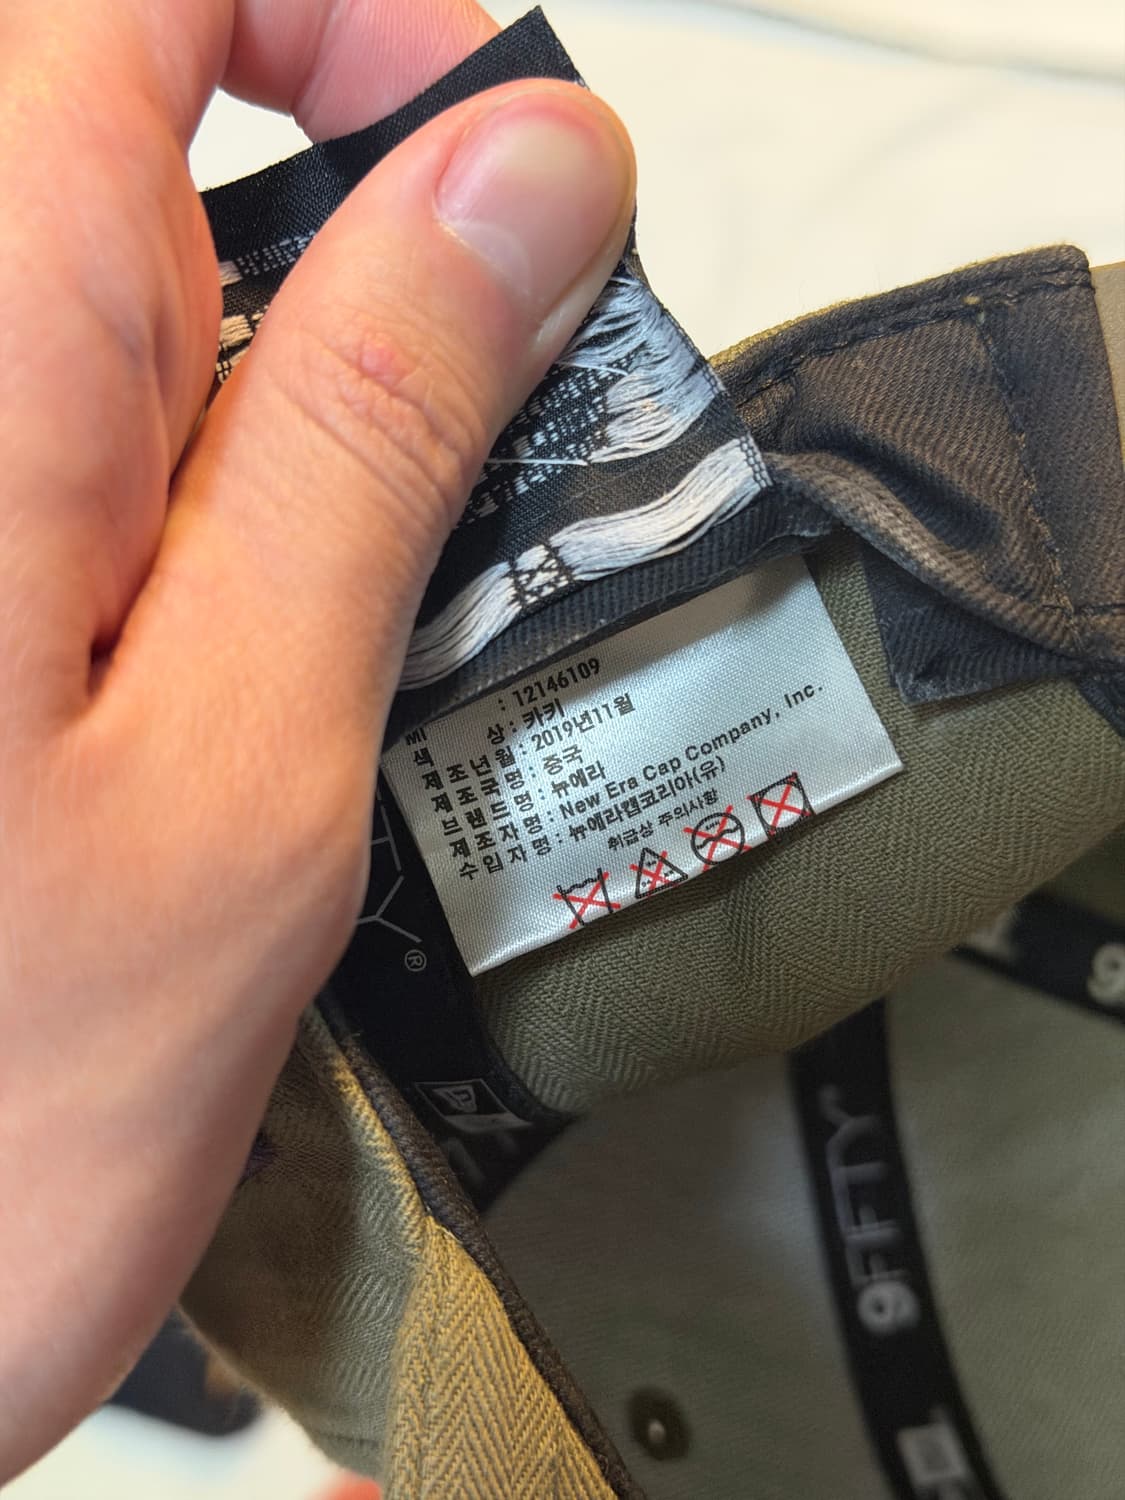 : 12146109
색 상 : 카키
제 조 년 월 : 2019년11월
제 조 국 명 : 중국
브 랜 드 명 : 뉴에라
제 조 자 명 : New Era Cap Company, Inc.
수 입 자 명 : 뉴에라캡코리아(유)
취급상 주의사항
TY®
9FIFTY
9